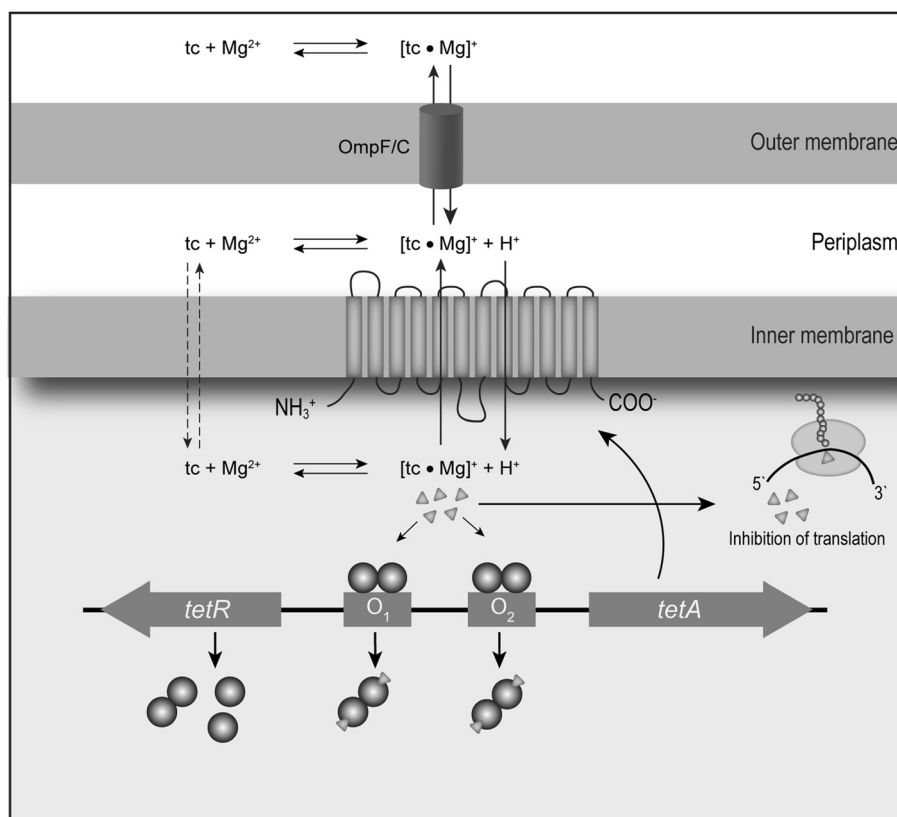 tc + Mg²⁺ [tc • Mg]⁺
OmpF/C
Outer membrane
tc + Mg²⁺ [tc • Mg]⁺ + H⁺
Periplasm
Inner membrane
NH₃⁺
COO⁻
tc + Mg²⁺ [tc • Mg]⁺ + H⁺
5`
3`
Inhibition of translation
tetR
O₁
O₂
tetA